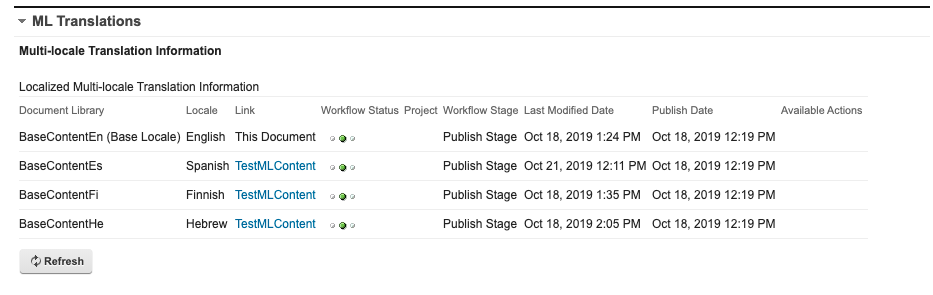 ML Translations
Multi-locale Translation Information
Localized Multi-locale Translation Information
Document Library Locale Link Workflow Status Project Workflow Stage Last Modified Date Publish Date Available Actions
BaseContentEn (Base Locale) English This Document Publish Stage Oct 18, 2019 1:24 PM Oct 18, 2019 12:19 PM
BaseContentEs Spanish TestMLContent Publish Stage Oct 21, 2019 12:11 PM Oct 18, 2019 12:19 PM
BaseContentFi Finnish TestMLContent Publish Stage Oct 18, 2019 1:35 PM Oct 18, 2019 12:19 PM
BaseContentHe Hebrew TestMLContent Publish Stage Oct 18, 2019 2:05 PM Oct 18, 2019 12:19 PM
Refresh